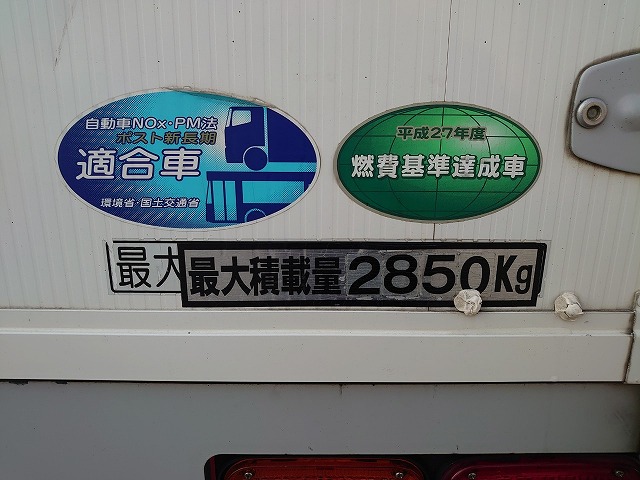 自動車NOx・PM法
ポスト新長期
適合車
環境省・国土交通省
平成27年度
燃費基準達成車
最大
最大積載量 2850Kg